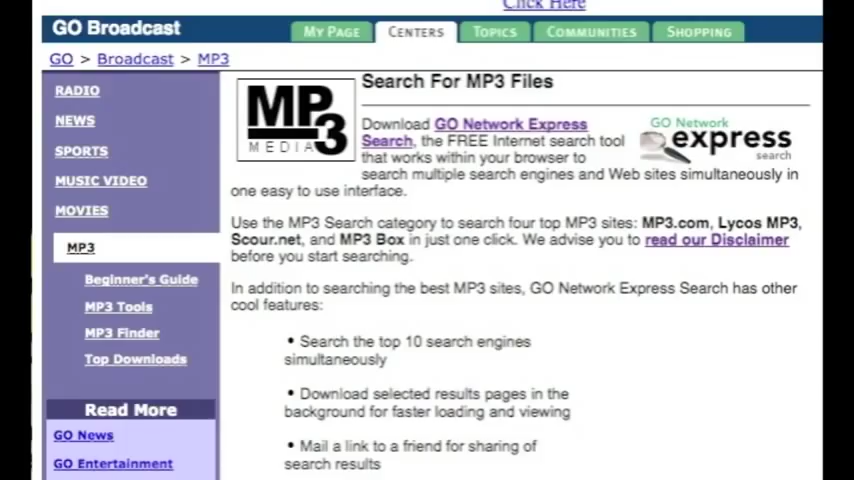 Click Here
GO Broadcast
MY PAGE
CENTERS
TOPICS
COMMUNITIES
SHOPPING
GO > Broadcast > MP3
RADIO
NEWS
SPORTS
MUSIC VIDEO
MOVIES
MP3
Beginner's Guide
MP3 Tools
MP3 Finder
Top Downloads
Read More
GO News
GO Entertainment
MP3
MEDIA
Search For MP3 Files
GO Network
express
search
Download GO Network Express
Search, the FREE Internet search tool
that works within your browser to
search multiple search engines and Web sites simultaneously in
one easy to use interface.
Use the MP3 Search category to search four top MP3 sites: MP3.com, Lycos MP3,
Scour.net, and MP3 Box in just one click. We advise you to read our Disclaimer
before you start searching.
In addition to searching the best MP3 sites, GO Network Express Search has other
cool features:
• Search the top 10 search engines
simultaneously
• Download selected results pages in the
background for faster loading and viewing
• Mail a link to a friend for sharing of
search results